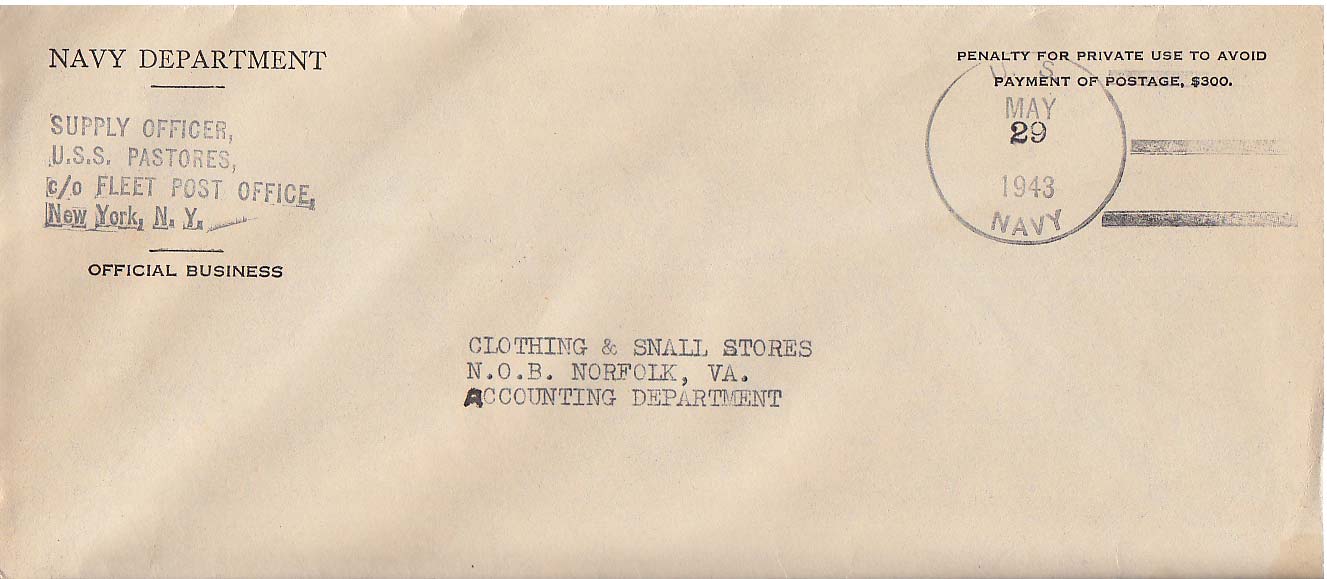 NAVY DEPARTMENT
SUPPLY OFFICER,
U.S.S. PASTORES,
c/o FLEET POST OFFICE,
New York, N. Y.
OFFICIAL BUSINESS
PENALTY FOR PRIVATE USE TO AVOID
PAYMENT OF POSTAGE, $300.
U. S.
MAY
29
1943
NAVY
CLOTHING & SNALL STORES
N.O.B. NORFOLK, VA.
ACCOUNTING DEPARTMENT